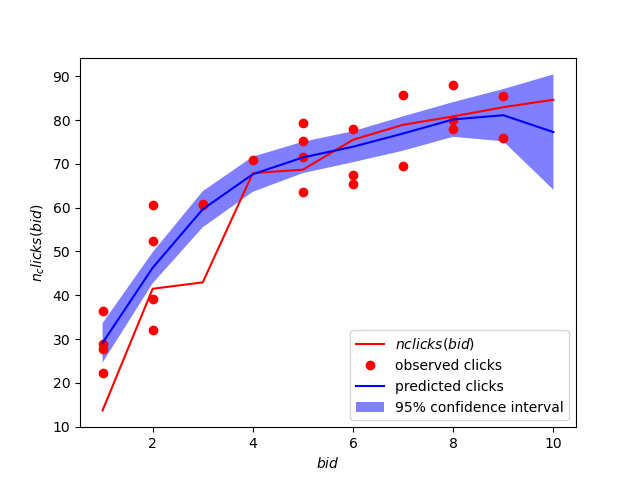 90
80
70
60
50
40
30
20
10
n_clicks(bid)
2 4 6 8 10
bid
nclicks(bid)
observed clicks
predicted clicks
95% confidence interval